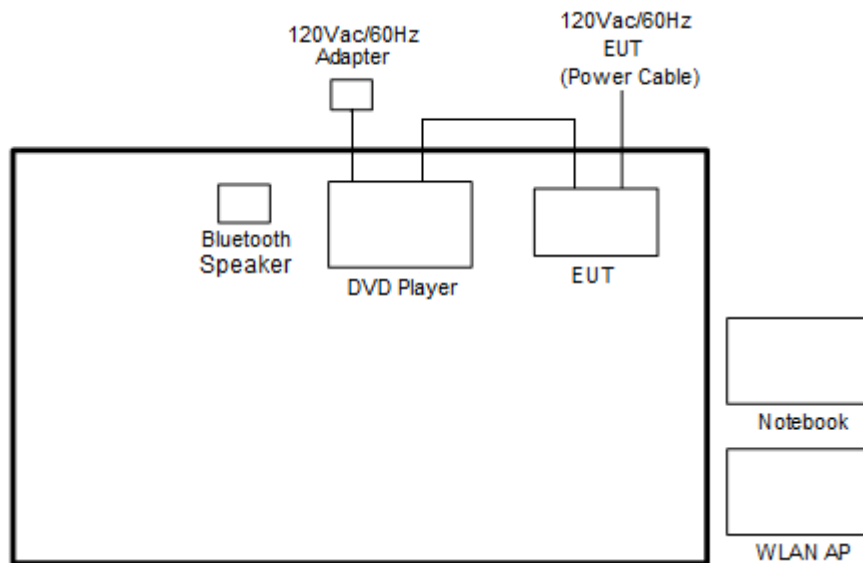 120Vac/60Hz
Adapter
120Vac/60Hz
EUT
(Power Cable)
Bluetooth
Speaker
DVD Player
EUT
Notebook
WLAN AP